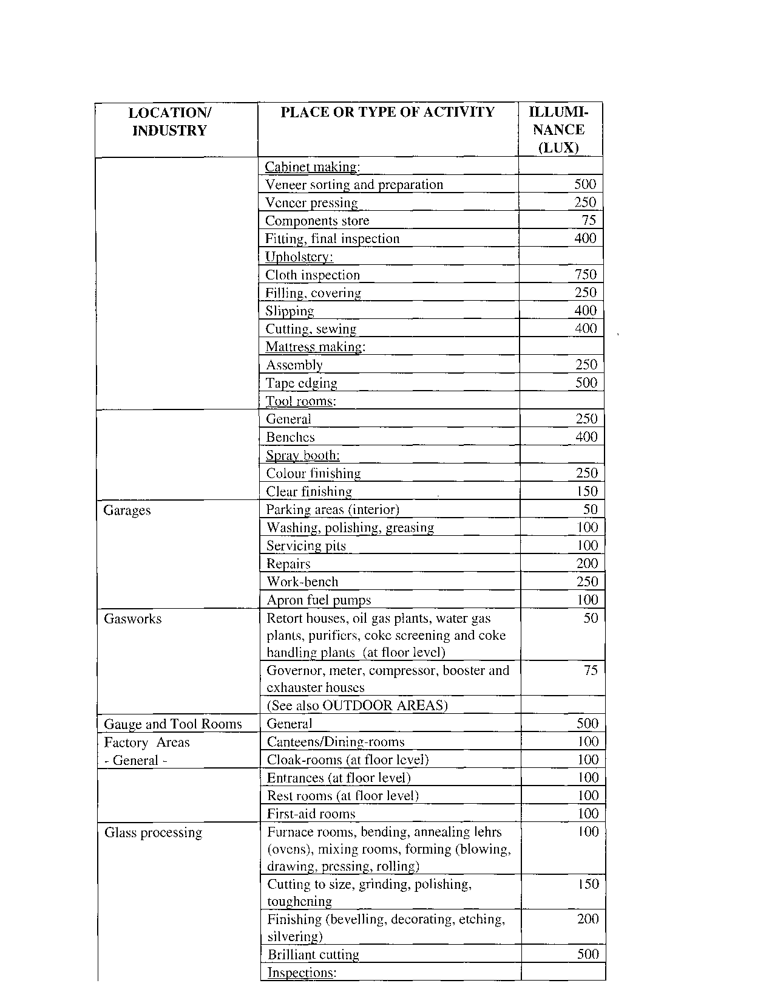 LOCATION/ PLACE OR TYPE OF ACTIVITY ILLUMI-
INDUSTRY NANCE
(LUX)
Cabinet making:
Veneer sorting and preparation 500
Veneer pressing 250
Components store 75
Fitting, final inspection 400
Upholstery:
Cloth inspection 750
Filling, covering 250
Slipping 400
Cutting, sewing 400
Mattress making:
Assembly 250
Tape edging 500
Tool rooms:
General 250
Benches 400
Spray booth:
Colour finishing 250
Clear finishing 150
Garages Parking areas (interior) 50
Washing, polishing, greasing 100
Servicing pits 100
Repairs 200
Work-bench 250
Apron fuel pumps 100
Gasworks Retort houses, oil gas plants, water gas 50
plants, purifiers, coke screening and coke
handling plants (at floor level)
Governor, meter, compressor, booster and 75
exhauster houses
(See also OUTDOOR AREAS)
Gauge and Tool Rooms General 500
Factory Areas Canteens/Dining-rooms 100
- General - Cloak-rooms (at floor level) 100
Entrances (at floor level) 100
Rest rooms (at floor level) 100
First-aid rooms 100
Glass processing Furnace rooms, bending, annealing lehrs 100
(ovens), mixing rooms, forming (blowing,
drawing, pressing, rolling)
Cutting to size, grinding, polishing, 150
toughening
Finishing (bevelling, decorating, etching, 200
silvering)
Brilliant cutting 500
Inspections: